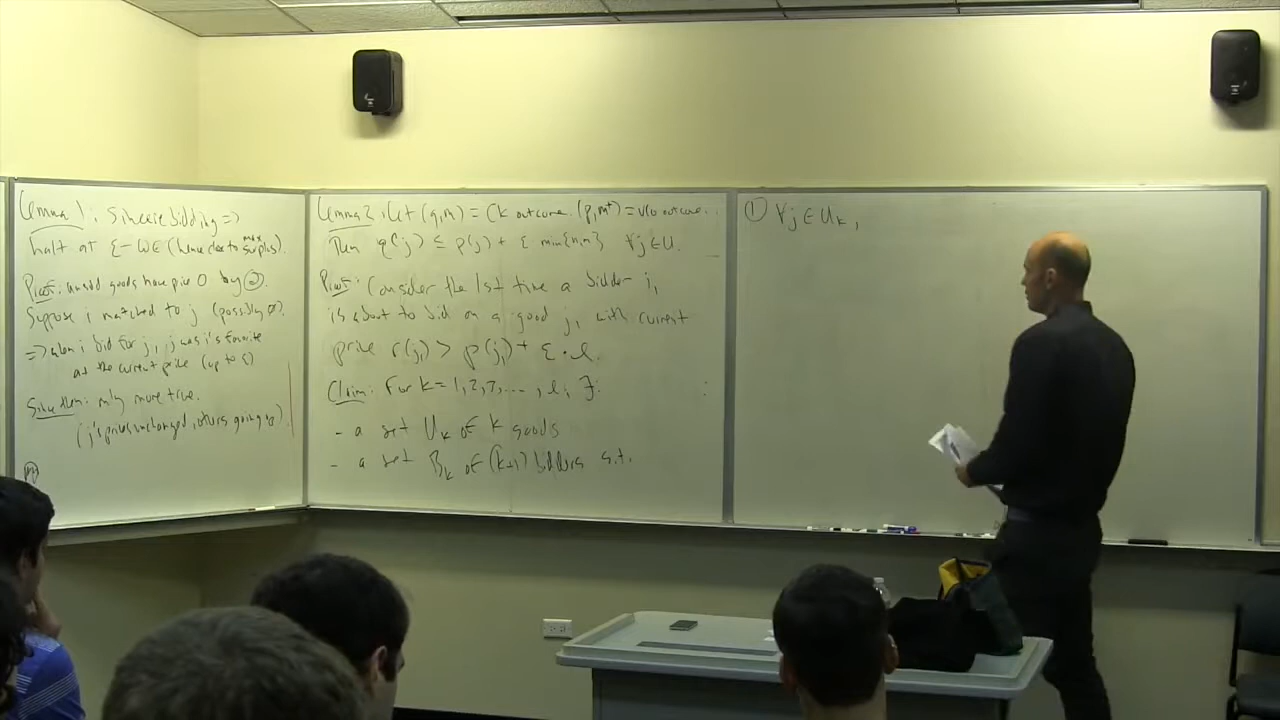 Lemma 1: Sincere bidding =>
halt at ε-WE (hence close to max surplus).
Proof: unsold goods have price 0 by ②.
Suppose i matched to j (possibly ∅).
=> when i bid for j, j was i's favorite
at the current price (up to ε)
Since then: only more true.
(j's price unchanged, others going up)
Lemma 2: Let (q,m) = CK outcome. (p,m*) = VCG outcome.
Then q(j) ≤ p(j) + ε min{m,n} ∀j∈U.
Proof: Consider the 1st time a bidder i₁
is about to bid on a good j₁ with current
price r(j₁) > p(j₁) + ε·l.
Claim: For k = 1,2,3,..., l, ∃:
- a set U_k of k goods
- a set B_k of (k+1) bidders s.t.
① ∀j∈U_k,